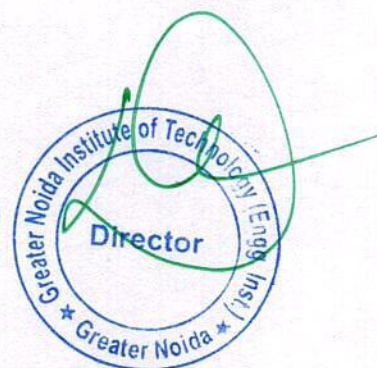 Greater Noida Institute of Technology (Engg Inst.)
Director
★ Greater Noida ★